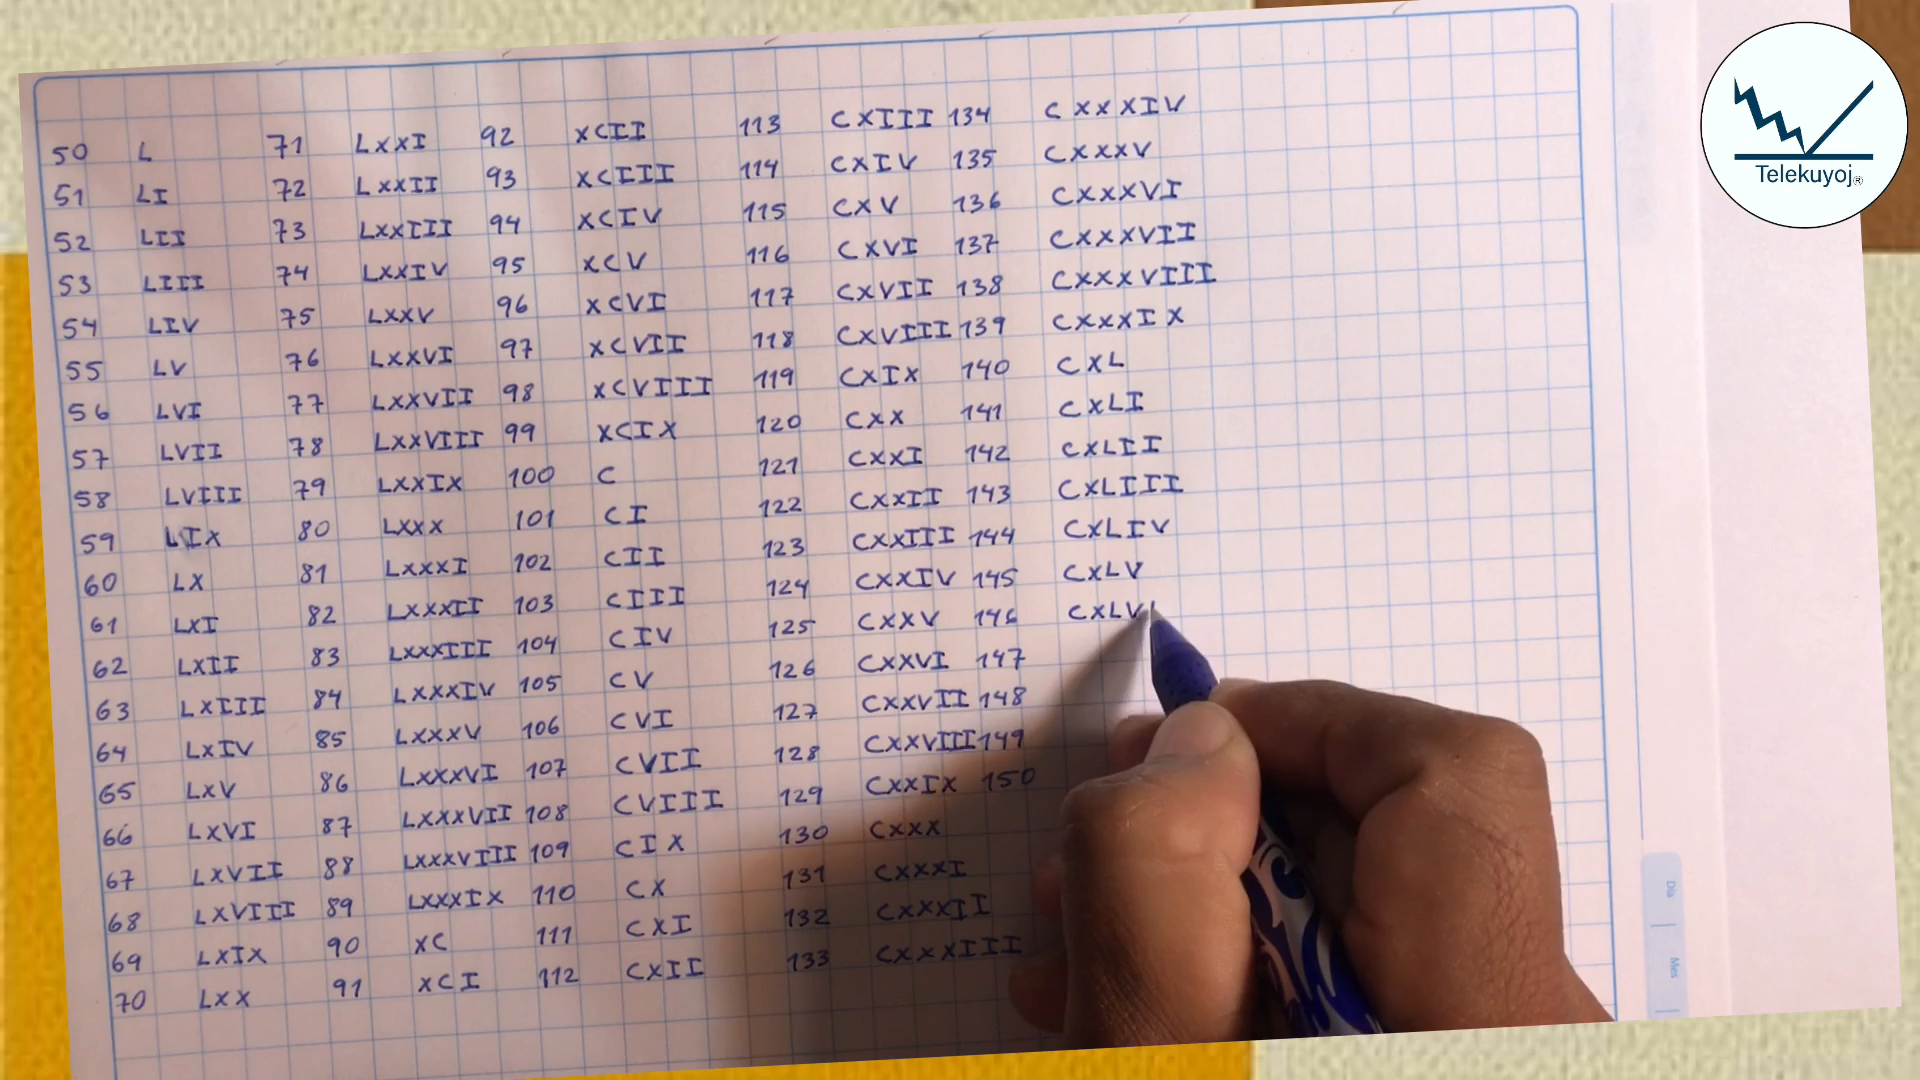 50 L 71 LXXI 92 XCII 113 CXIII 134 CXXXIV
51 LI 72 LXXII 93 XCIII 114 CXIV 135 CXXXV
52 LII 73 LXXIII 94 XCIV 115 CXV 136 CXXXVI
53 LIII 74 LXXIV 95 XCV 116 CXVI 137 CXXXVII
54 LIV 75 LXXV 96 XCVI 117 CXVII 138 CXXXVIII
55 LV 76 LXXVI 97 XCVII 118 CXVIII 139 CXXXIX
56 LVI 77 LXXVII 98 XCVIII 119 CXIX 140 CXL
57 LVII 78 LXXVIII 99 XCIX 120 CXX 141 CXLI
58 LVIII 79 LXXIX 100 C 121 CXXI 142 CXLII
59 LIX 80 LXXX 101 CI 122 CXXII 143 CXLIII
60 LX 81 LXXXI 102 CII 123 CXXIII 144 CXLIV
61 LXI 82 LXXXII 103 CIII 124 CXXIV 145 CXLV
62 LXII 83 LXXXIII 104 CIV 125 CXXV 146 CXLVI
63 LXIII 84 LXXXIV 105 CV 126 CXXVI 147
64 LXIV 85 LXXXV 106 CVI 127 CXXVII 148
65 LXV 86 LXXXVI 107 CVII 128 CXXVIII 149
66 LXVI 87 LXXXVII 108 CVIII 129 CXXIX 150
67 LXVII 88 LXXXVIII 109 CIX 130 CXXX
68 LXVIII 89 LXXXIX 110 CX 131 CXXXI
69 LXIX 90 XC 111 CXI 132 CXXXII
70 LXX 91 XCI 112 CXII 133 CXXXIII
Telekuyoj®
Día
Mes